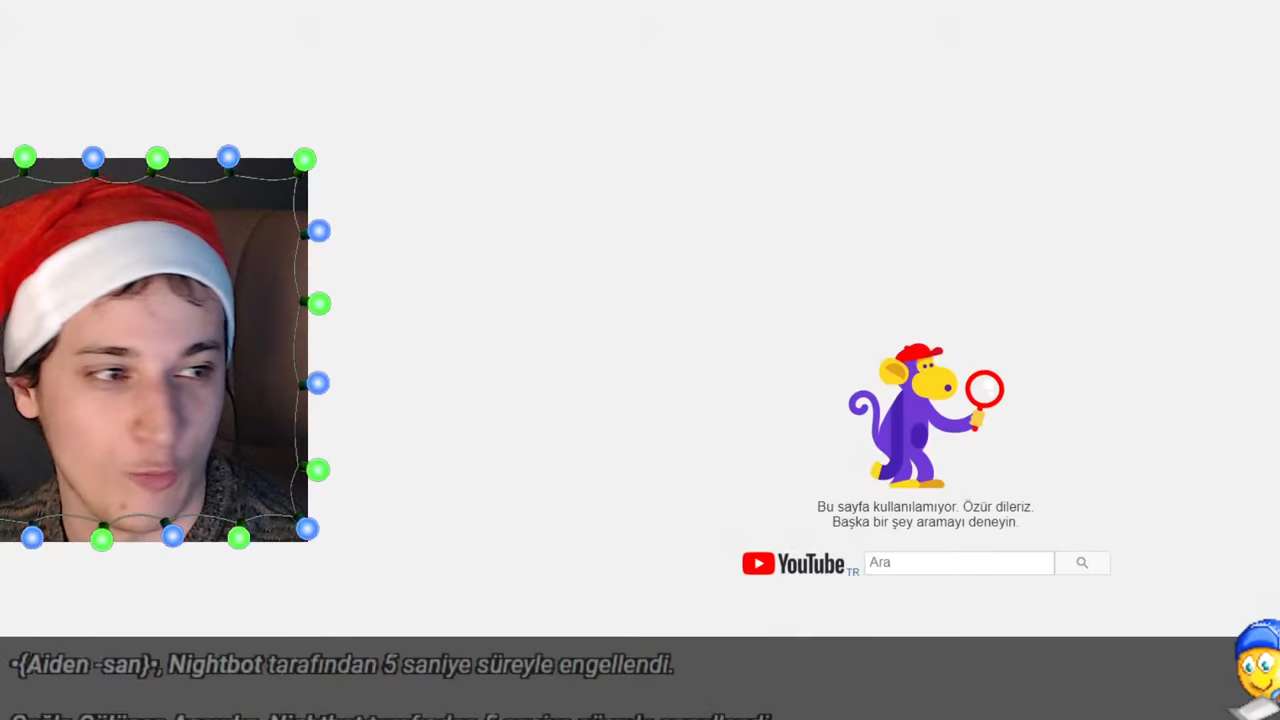 Bu sayfa kullanılamıyor. Özür dileriz.
Başka bir şey aramayı deneyin.
YouTube TR
Ara
•{Aiden -san}•, Nightbot tarafından 5 saniye süreyle engellendi.